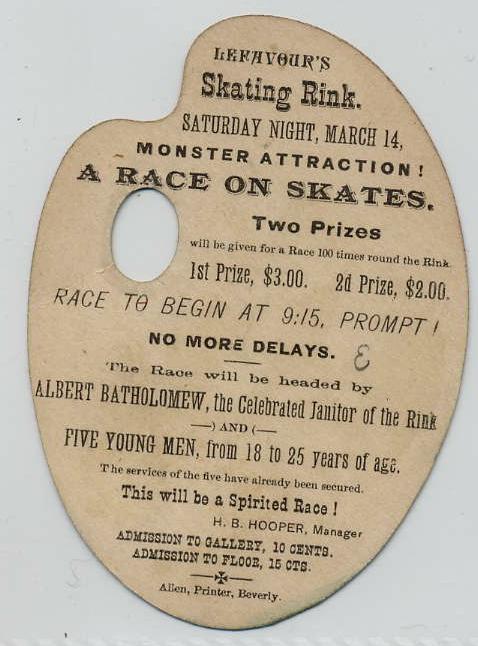 LEFAVOUR'S
Skating Rink.
SATURDAY NIGHT, MARCH 14,
MONSTER ATTRACTION!
A RACE ON SKATES.
Two Prizes
will be given for a Race 100 times round the Rink.
1st Prize, $3.00. 2d Prize, $2.00.
RACE TO BEGIN AT 9:15, PROMPT!
NO MORE DELAYS.
The Race will be headed by
ALBERT BATHOLOMEW, the Celebrated Janitor of the Rink
—) AND (—
FIVE YOUNG MEN, from 18 to 25 years of age.
The services of the five have already been secured.
This will be a Spirited Race!
H. B. HOOPER, Manager
ADMISSION TO GALLERY, 10 CENTS.
ADMISSION TO FLOOR, 15 CTS.
Allen, Printer, Beverly.